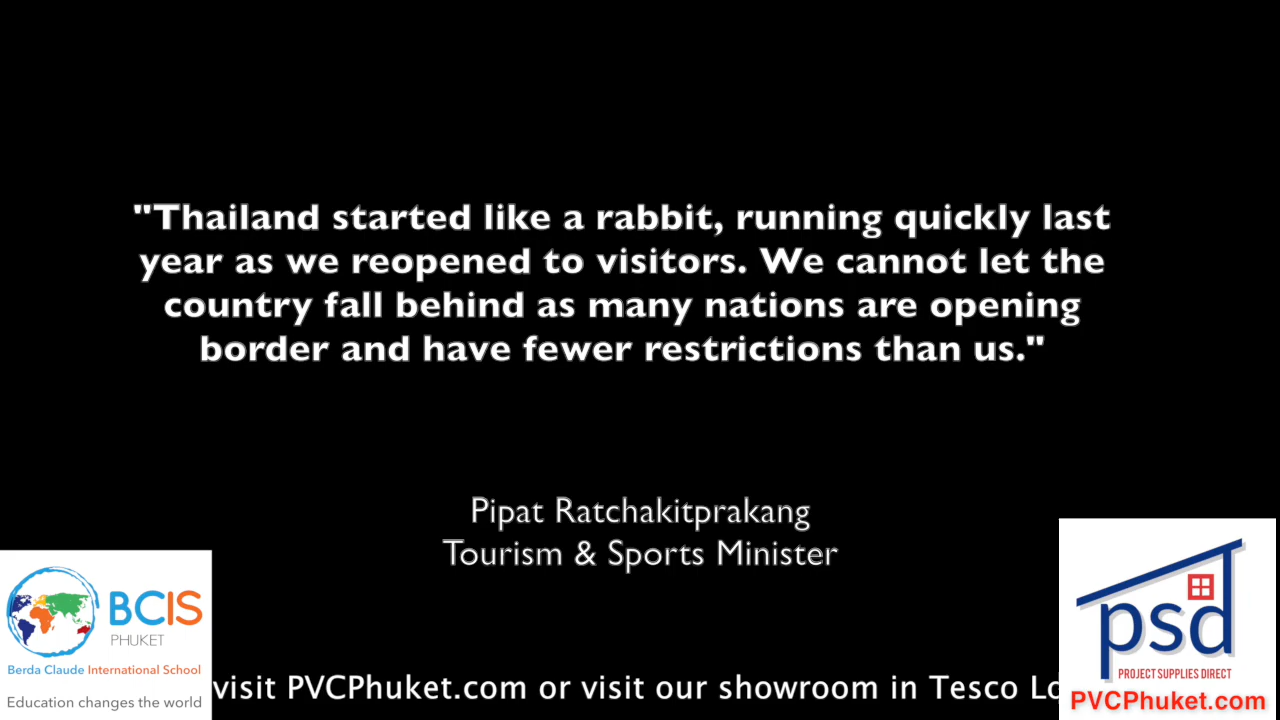 "Thailand started like a rabbit, running quickly last
year as we reopened to visitors. We cannot let the
country fall behind as many nations are opening
border and have fewer restrictions than us."
Pipat Ratchakitprakang
Tourism & Sports Minister
BCIS
PHUKET
Berda Claude International School
Education changes the world
visit PVCPhuket.com or visit our showroom in Tesco
psd
PROJECT SUPPLIES DIRECT
PVCPhuket.com